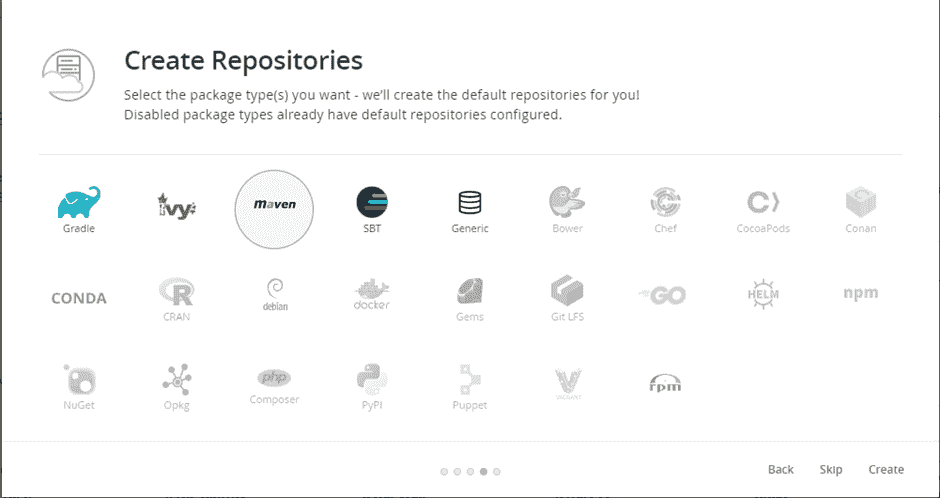 Create Repositories
Select the package type(s) you want - we'll create the default repositories for you!
Disabled package types already have default repositories configured.
ivy
maven
Gradle
SBT
Generic
Bower
Chef
CocoaPods
Conan
CONDA
CRAN
debian
docker
Gems
Git LFS
GO
HELM
npm
NuGet
Opkg
php
Composer
PyPI
Puppet
VAGRANT
rpm
Back
Skip
Create